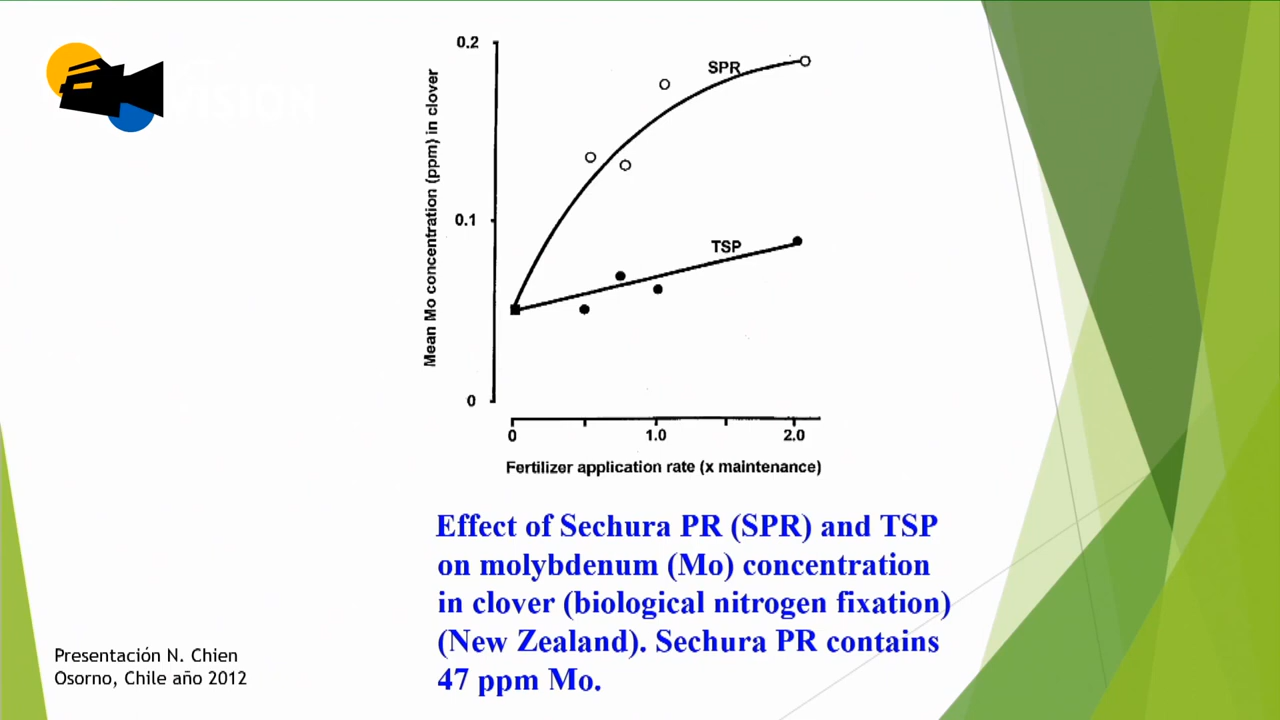 VISION
0.2
SPR
0.1
TSP
0
Mean Mo concentration (ppm) in clover
0 1.0 2.0
Fertilizer application rate (x maintenance)
Effect of Sechura PR (SPR) and TSP
on molybdenum (Mo) concentration
in clover (biological nitrogen fixation)
(New Zealand). Sechura PR contains
47 ppm Mo.
Presentación N. Chien
Osorno, Chile año 2012